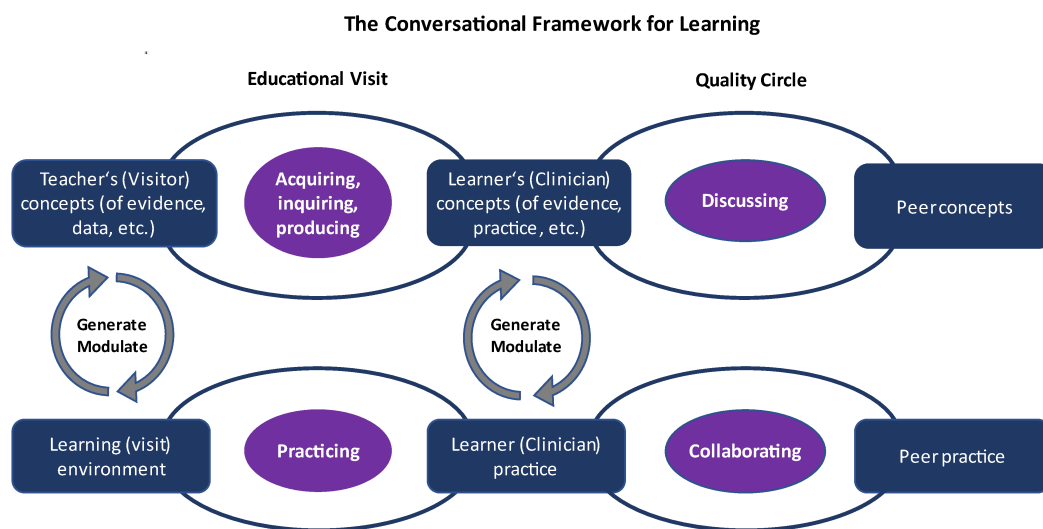 The Conversational Framework for Learning
Educational Visit
Quality Circle
Teacher‘s (Visitor)
concepts (of evidence,
data, etc.)
Acquiring,
inquiring,
producing
Learner‘s (Clinician)
concepts (of evidence,
practice, etc.)
Discussing
Peer concepts
Generate
Modulate
Generate
Modulate
Learning (visit)
environment
Practicing
Learner (Clinician)
practice
Collaborating
Peer practice